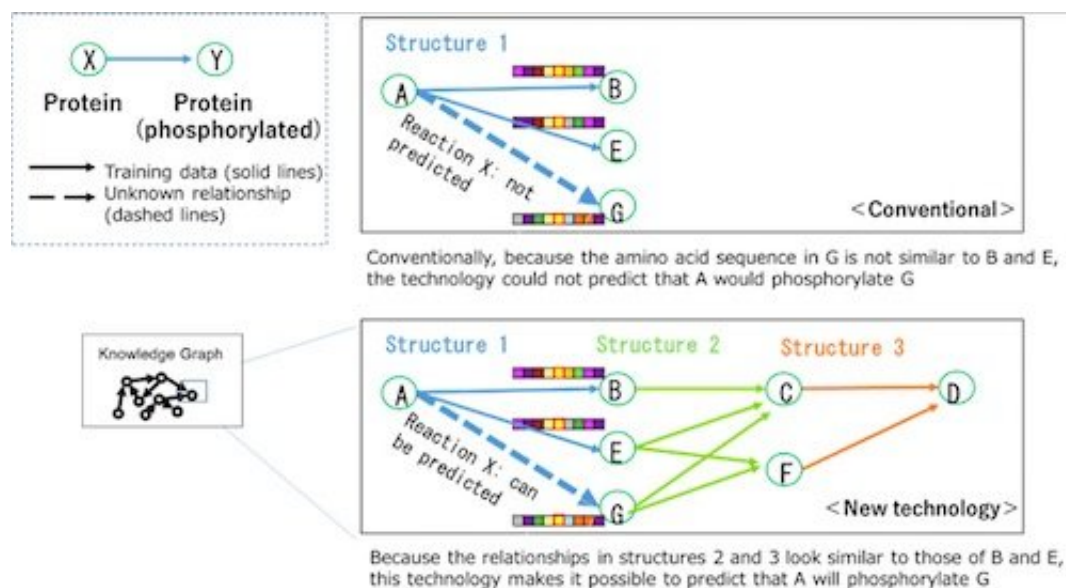 X
Y
Protein
Protein
(phosphorylated)
Training data (solid lines)
Unknown relationship
(dashed lines)
Structure 1
A
B
E
G
Reaction X: not
predicted
<Conventional>
Conventionally, because the amino acid sequence in G is not similar to B and E,
the technology could not predict that A would phosphorylate G
Knowledge Graph
Structure 1
Structure 2
Structure 3
A
B
C
D
E
F
G
Reaction X: can
be predicted
<New technology>
Because the relationships in structures 2 and 3 look similar to those of B and E,
this technology makes it possible to predict that A will phosphorylate G